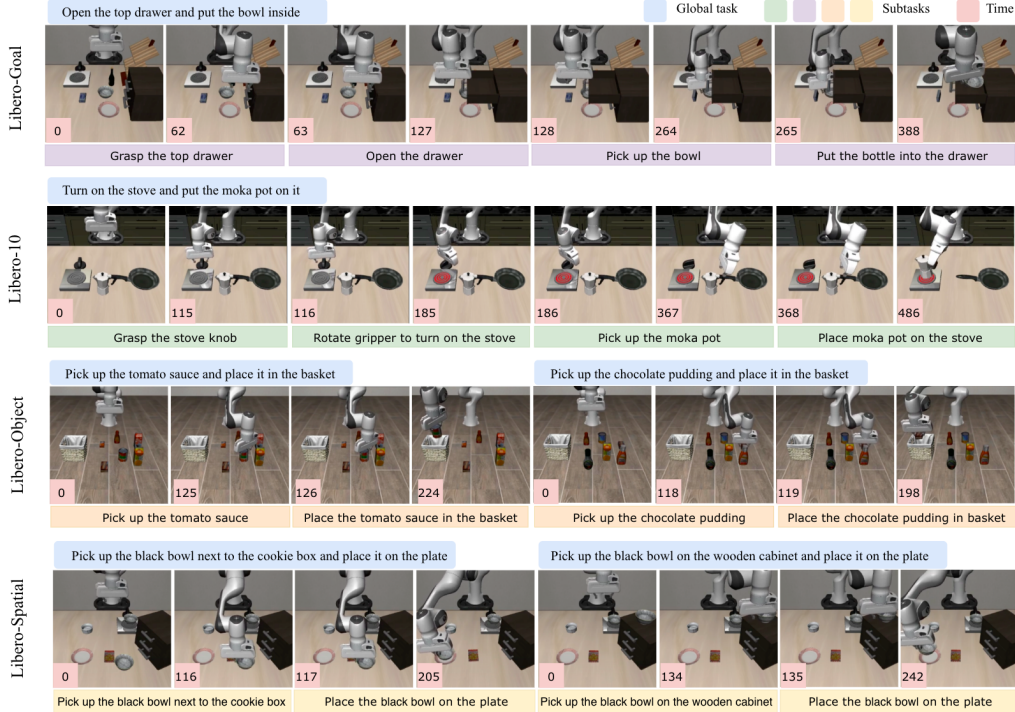 Open the top drawer and put the bowl inside
Global task
Subtasks
Time
Libero-Goal
0
62
63
127
128
264
265
388
Grasp the top drawer
Open the drawer
Pick up the bowl
Put the bottle into the drawer
Turn on the stove and put the moka pot on it
Libero-10
0
115
116
185
186
367
368
486
Grasp the stove knob
Rotate gripper to turn on the stove
Pick up the moka pot
Place moka pot on the stove
Pick up the tomato sauce and place it in the basket
Pick up the chocolate pudding and place it in the basket
Libero-Object
0
125
126
224
0
118
119
198
Pick up the tomato sauce
Place the tomato sauce in the basket
Pick up the chocolate pudding
Place the chocolate pudding in basket
Pick up the black bowl next to the cookie box and place it on the plate
Pick up the black bowl on the wooden cabinet and place it on the plate
Libero-Spatial
0
116
117
205
0
134
135
242
Pick up the black bowl next to the cookie box
Place the black bowl on the plate
Pick up the black bowl on the wooden cabinet
Place the black bowl on the plate